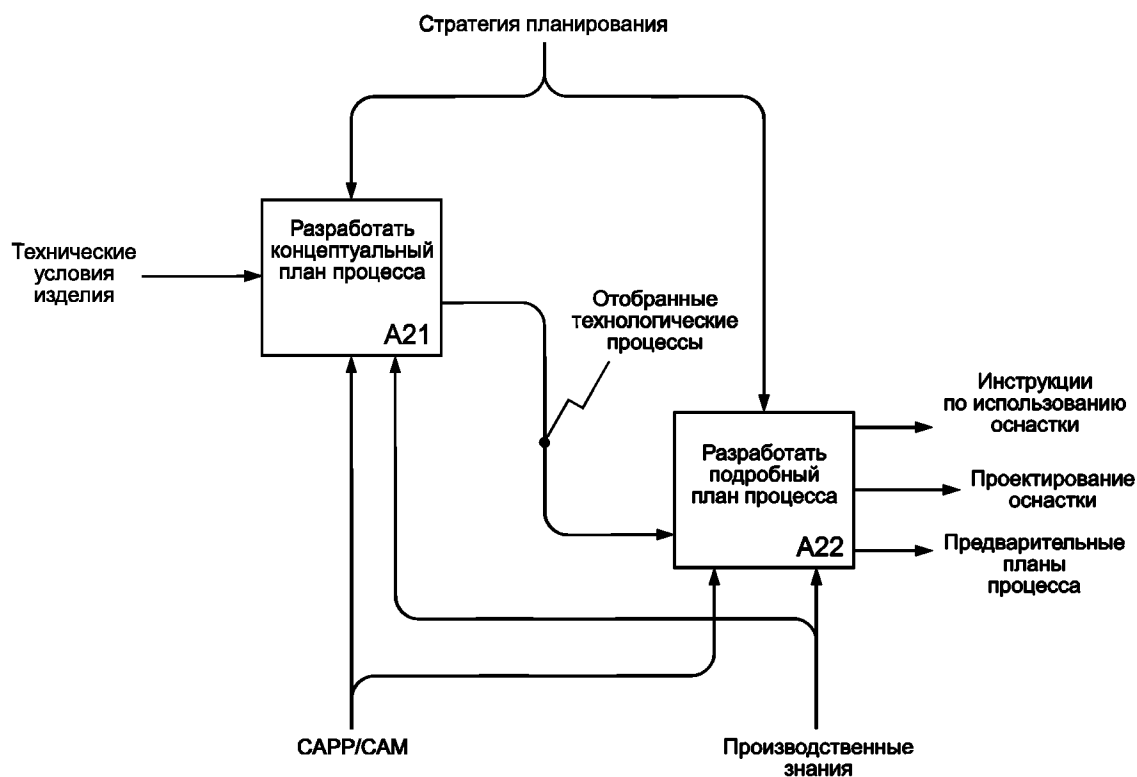 Стратегия планирования
Разработать
концептуальный
план процесса
A21
Технические
условия
изделия
Отобранные
технологические
процессы
Разработать
подробный
план процесса
A22
Инструкции
по использованию
оснастки
Проектирование
оснастки
Предварительные
планы
процесса
CAPP/CAM
Производственные
знания